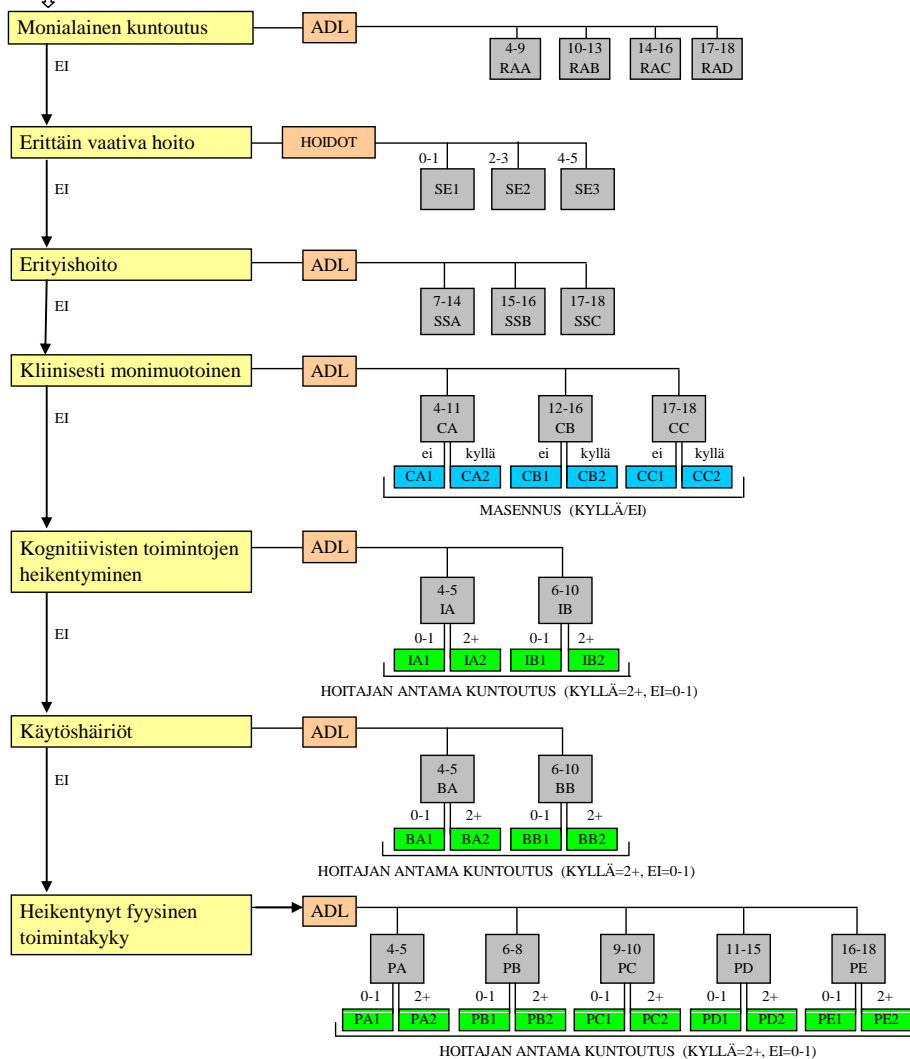 Monialainen kuntoutus
ADL
4-9
RAA
10-13
RAB
14-16
RAC
17-18
RAD
EI
Erittäin vaativa hoito
HOIDOT
0-1
2-3
4-5
SE1
SE2
SE3
EI
Erityishoito
ADL
7-14
SSA
15-16
SSB
17-18
SSC
EI
Kliinisesti monimuotoinen
ADL
4-11
CA
12-16
CB
17-18
CC
EI
ei kyllä
ei kyllä
ei kyllä
CA1 CA2
CB1 CB2
CC1 CC2
MASENNUS (KYLLÄ/EI)
Kognitiivisten toimintojen
heikentyminen
ADL
4-5
IA
6-10
IB
EI
0-1 2+
0-1 2+
IA1 IA2
IB1 IB2
HOITAJAN ANTAMA KUNTOUTUS (KYLLÄ=2+, EI=0-1)
Käytöshäiriöt
ADL
4-5
BA
6-10
BB
EI
0-1 2+
0-1 2+
BA1 BA2
BB1 BB2
HOITAJAN ANTAMA KUNTOUTUS (KYLLÄ=2+, EI=0-1)
Heikentynyt fyysinen
toimintakyky
ADL
4-5
PA
6-8
PB
9-10
PC
11-15
PD
16-18
PE
0-1 2+
0-1 2+
0-1 2+
0-1 2+
0-1 2+
PA1 PA2
PB1 PB2
PC1 PC2
PD1 PD2
PE1 PE2
HOITAJAN ANTAMA KUNTOUTUS (KYLLÄ=2+, EI=0-1)